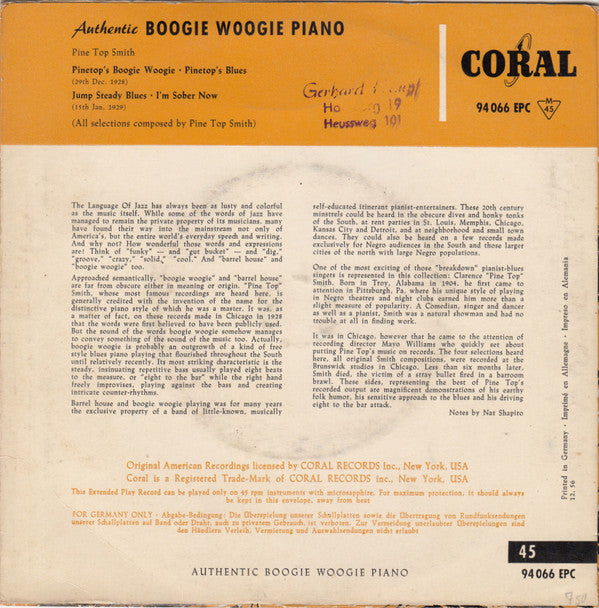 Authentic BOOGIE WOOGIE PIANO
Pine Top Smith
Pinetop's Boogie Woogie · Pinetop's Blues
(29th Dec. 1928)
Jump Steady Blues · I'm Sober Now
(15th Jan. 1929)
(All selections composed by Pine Top Smith)
Gerhard
Heussweg 101
CORAL
94 066 EPC
M
45
The Language Of Jazz has always been as lusty and colorful
as the music itself. While some of the words of jazz have
managed to remain the private property of its musicians, many
have found their way into the mainstream not only of
America's, but the entire world's everyday speech and writing.
And why not? How wonderful those words and expressions
are! Think of "funky" — and "gut bucket" — and "dig,"
"groove," "crazy," "solid," "cool." And "barrel house" and
"boogie woogie" too.
Approached semantically, "boogie woogie" and "barrel house"
are far from obscure either in meaning or origin. "Pine Top"
Smith, whose most famous recordings are heard here, is
generally credited with the invention of the name for the
distinctive piano style of which he was a marter. It was, as
a matter of fact, on these records made in Chicago in 1928
that the words were first believed to have been publicly used.
But the sound of the words boogie woogie somehow manages
to convey something of the sound of the music too. Actually,
boogie woogie is probably an outgrowth of a kind of free
style blues piano playing that flourished throughout the South
until relatively recently. Its most striking characteristic is the
steady, insinuating repetitive bass usually played eight beats
to the measure, or "eight to the bar" while the right hand
freely improvises, playing against the bass and creating
intricate counter-rhythms.
Barrel house and boogie woogie playing was for many years
the exclusive property of a band of little-known, musically
self-educated itinerant pianist-entertainers. These 20th century
minstrels could be heard in the obscure dives and honky tonks
of the South, at rent parties in St. Louis, Memphis, Chicago,
Kansas City and Detroit, and at neighborhood and small town
dances. They could also be heard on a few records made
exclusively for Negro audiences in the South and those larger
cities of the north with large Negro populations.
One of the most exciting of those "breakdown" pianist-blues
singers is represented in this collection: Clarence "Pine Top"
Smith. Born in Troy, Alabama in 1904, he first came to
attention in Pittsburgh, Pa. where his unique style of playing
in Negro theatres and night clubs earned him more than a
slight measure of popularity. A Comedian, singer and dancer
as well as a pianist, Smith was a natural showman and had no
trouble at all in finding work.
It was in Chicago, however that he came to the attention of
recording director Mayo Williams who quickly set about
putting Pine Top's music on records. The four selections heard
here, all original Smith compositions, were recorded at the
Brunswick studios in Chicago. Less than six months later,
Smith died, the victim of a stray bullet fired in a barroom
brawl. These sides, representing the best of Pine Top's
recorded output are magnificent demonstrations of his earthy
folk humor, his sensitive approach to the blues and his driving
eight to the bar attack.
Notes by Nat Shapiro
Printed in Germany · Imprimé en Allemagne · Impreso en Alemania
12. 56
Original American Recordings licensed by CORAL RECORDS Inc., New York, USA
Coral is a Registered Trade-Mark of CORAL RECORDS inc., New York, USA
This Extended Play Record can be played only on 45 rpm instruments with microsapphire. For maximum protection, it should always
be kept in this envelope, away from heat
FOR GERMANY ONLY · Abgabe-Bedingung: Die Überspielung unserer Schallplatten sowie die Übertragung von Rundfunksendungen
unserer Schallplatten auf Band oder Draht, auch zu privatem Gebrauch, ist verboten. Zur Vermeidung unerlaubter Überspielungen sind
den Händlern Verleih, Vermietung und Auswahlsendungen nicht erlaubt
45
AUTHENTIC BOOGIE WOOGIE PIANO
94 066 EPC